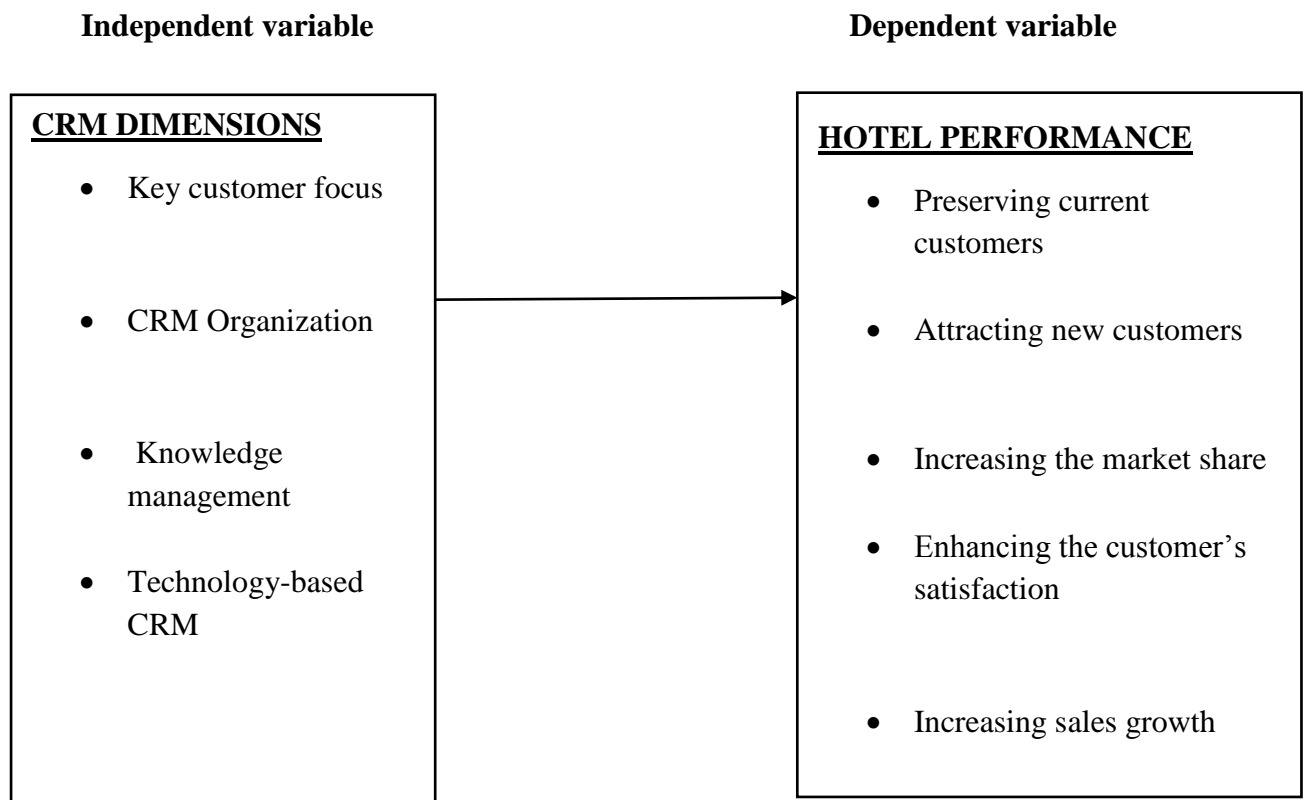 Independent variable
Dependent variable
CRM DIMENSIONS
• Key customer focus
• CRM Organization
• Knowledge
management
• Technology-based
CRM
HOTEL PERFORMANCE
• Preserving current
customers
• Attracting new customers
• Increasing the market share
• Enhancing the customer’s
satisfaction
• Increasing sales growth